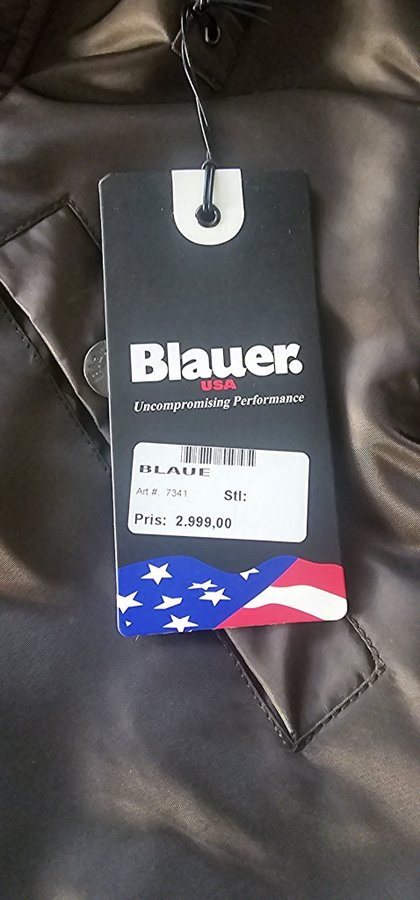 Blauer.
USA
Uncompromising Performance
BLAUE
Art #: 7341 Stl:
Pris: 2.999,00